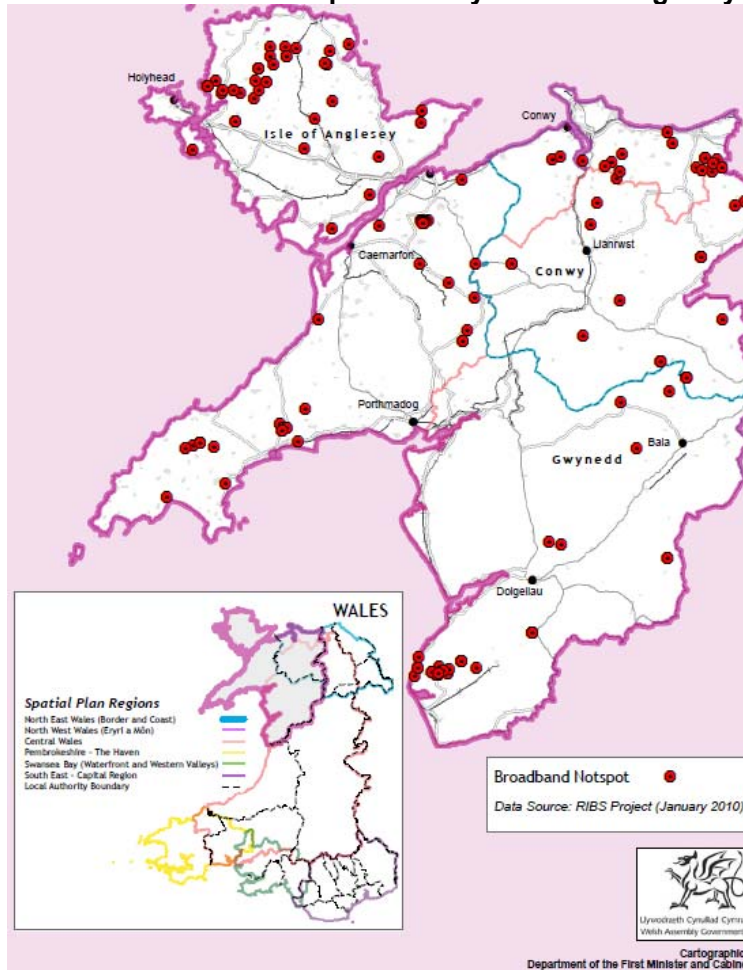 Holyhead
Isle of Anglesey
Conwy
Caernarfon
Llanrwst
Conwy
Porthmadog
Bala
Gwynedd
Dolgellau
WALES
Spatial Plan Regions
North East Wales (Border and Coast)
North West Wales (Eryri a Môn)
Central Wales
Pembrokeshire - The Haven
Swansea Bay (Waterfront and Western Valleys)
South East - Capital Region
Local Authority Boundary
Broadband Notspot
Data Source: RIBS Project (January 2010)
Llywodraeth Cynulliad
Welsh Assembly Government
Department of the First Minister and